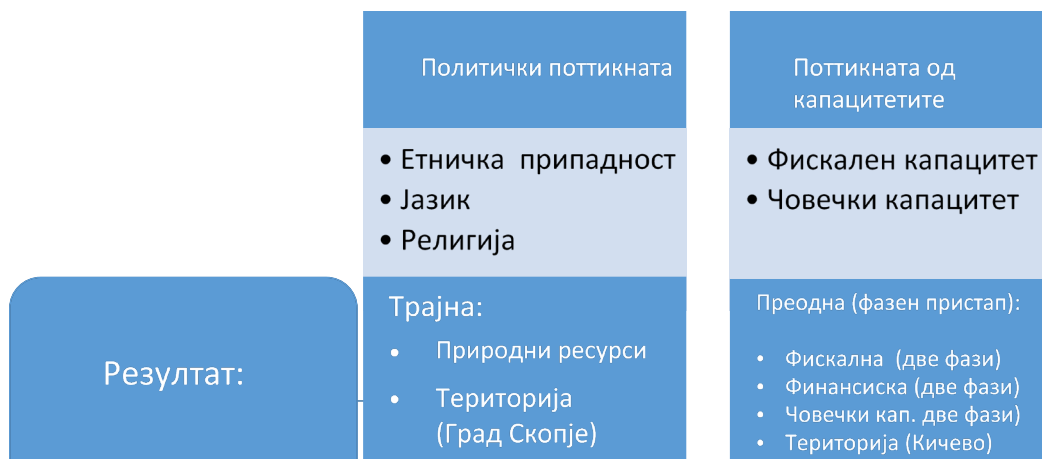 Политички поттикната
• Етничка припадност
• Јазик
• Религија
Поттикната од
капацитетите
• Фискален капацитет
• Човечки капацитет
Резултат:
Трајна:
• Природни ресурси
• Територија
(Град Скопје)
Преодна (фазен пристап):
• Фискална (две фази)
• Финансиска (две фази)
• Човечки кап. две фази)
• Територија (Кичево)